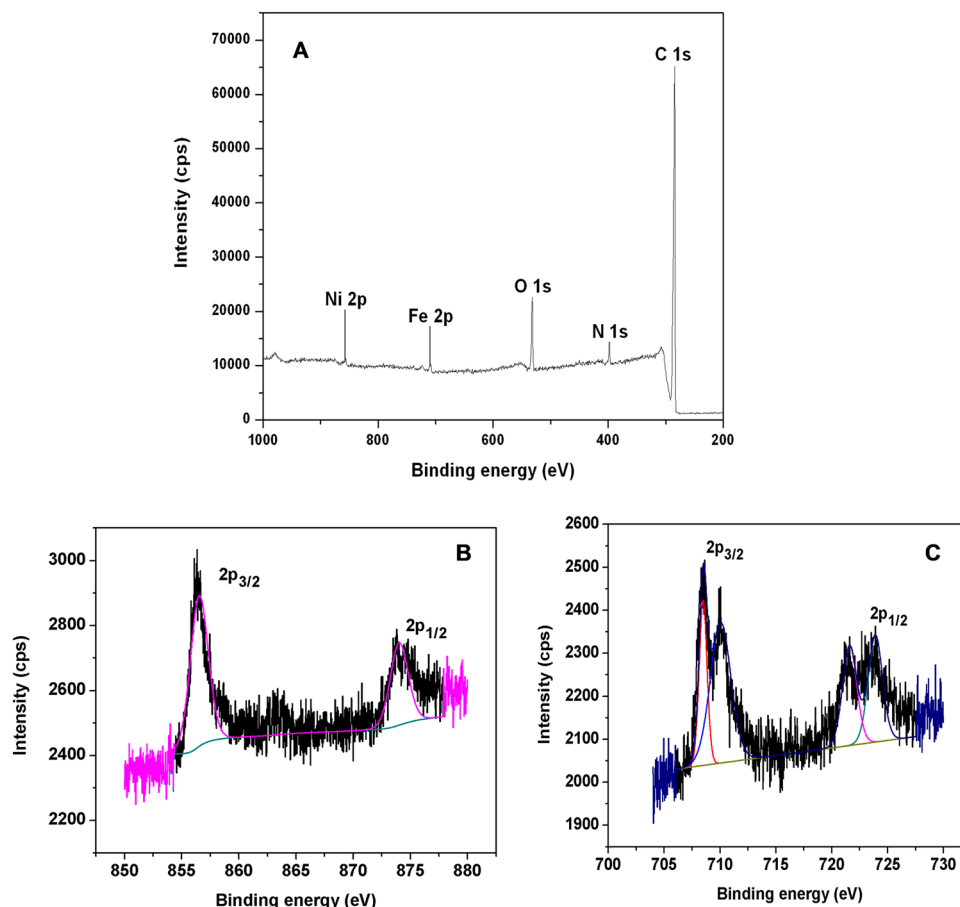 A
C 1s
70000
60000
50000
40000
30000
20000
10000
0
Intensity (cps)
Ni 2p
Fe 2p
O 1s
N 1s
1000
800
600
400
200
Binding energy (eV)
B
2p3/2
2p1/2
3000
2800
2600
2400
2200
Intensity (cps)
850
855
860
865
870
875
880
Binding energy (eV)
C
2p3/2
2p1/2
2600
2500
2400
2300
2200
2100
2000
1900
Intensity (cps)
700
705
710
715
720
725
730
Binding energy (eV)